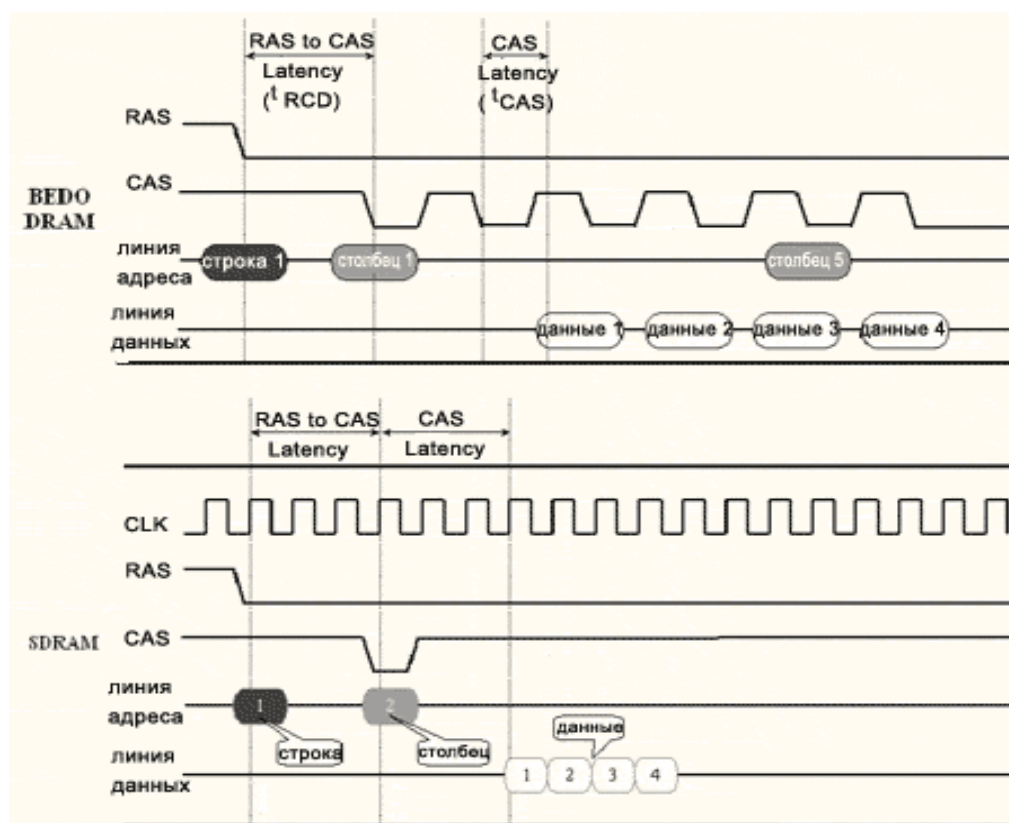 RAS to CAS
Latency
(t RCD)
CAS
Latency
( tCAS)
RAS
BEDO
DRAM
CAS
линия
адреса
строка 1
столбец 1
столбец 5
линия
данных
данные 1
данные 2
данные 3
данные 4
RAS to CAS
Latency
CAS
Latency
CLK
RAS
SDRAM
CAS
линия
адреса
1
2
строка
столбец
данные
линия
данных
1
2
3
4